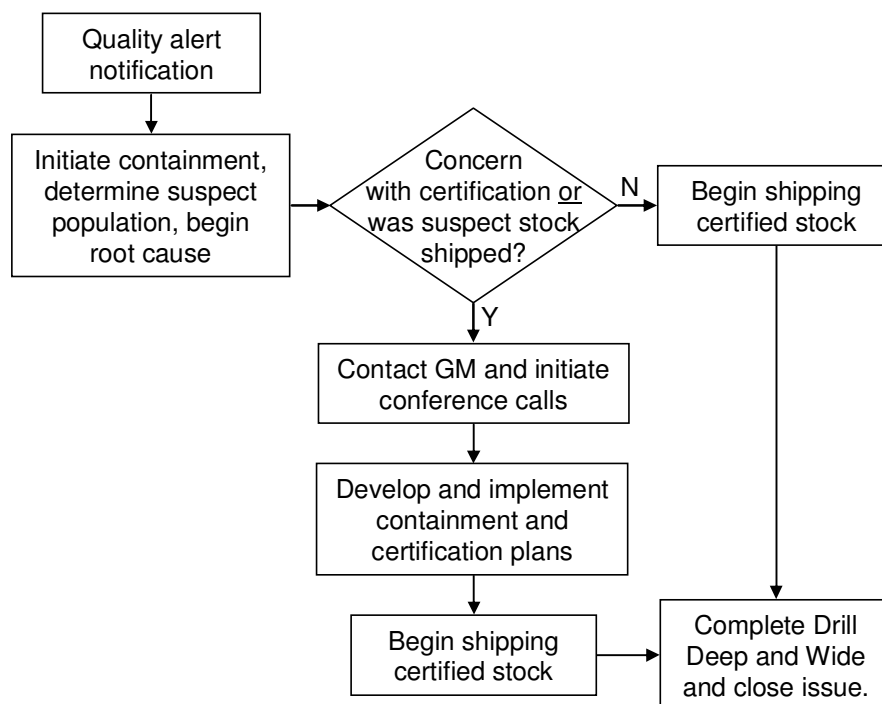 Quality alert
notification
Initiate containment,
determine suspect
population, begin
root cause
Concern
with certification or
was suspect stock
shipped?
N
Begin shipping
certified stock
Y
Contact GM and initiate
conference calls
Develop and implement
containment and
certification plans
Begin shipping
certified stock
Complete Drill
Deep and Wide
and close issue.